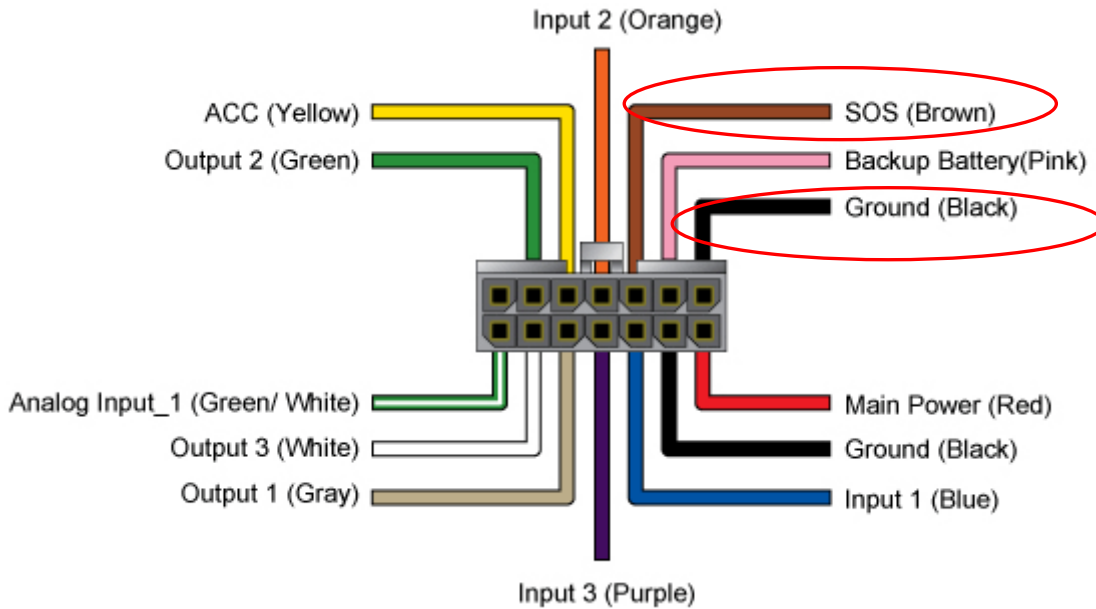 Input 2 (Orange)
ACC (Yellow)
SOS (Brown)
Output 2 (Green)
Backup Battery(Pink)
Ground (Black)
Analog Input_1 (Green/ White)
Main Power (Red)
Output 3 (White)
Ground (Black)
Output 1 (Gray)
Input 1 (Blue)
Input 3 (Purple)